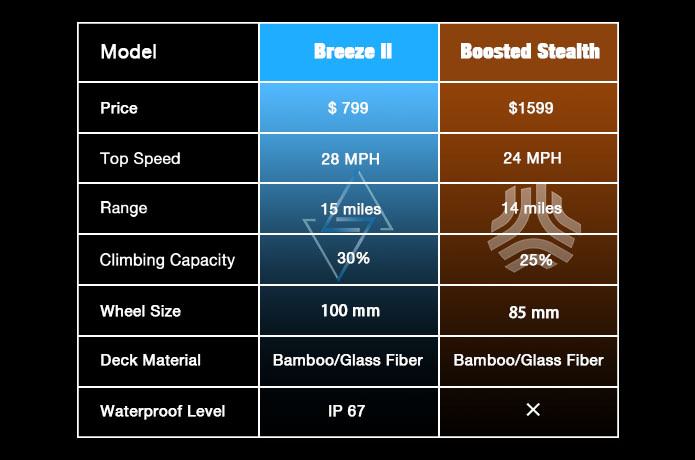 Model Breeze II Boosted Stealth
Price $ 799 $1599
Top Speed 28 MPH 24 MPH
Range 15 miles 14 miles
Climbing Capacity 30% 25%
Wheel Size 100 mm 85 mm
Deck Material Bamboo/Glass Fiber Bamboo/Glass Fiber
Waterproof Level IP 67 ×